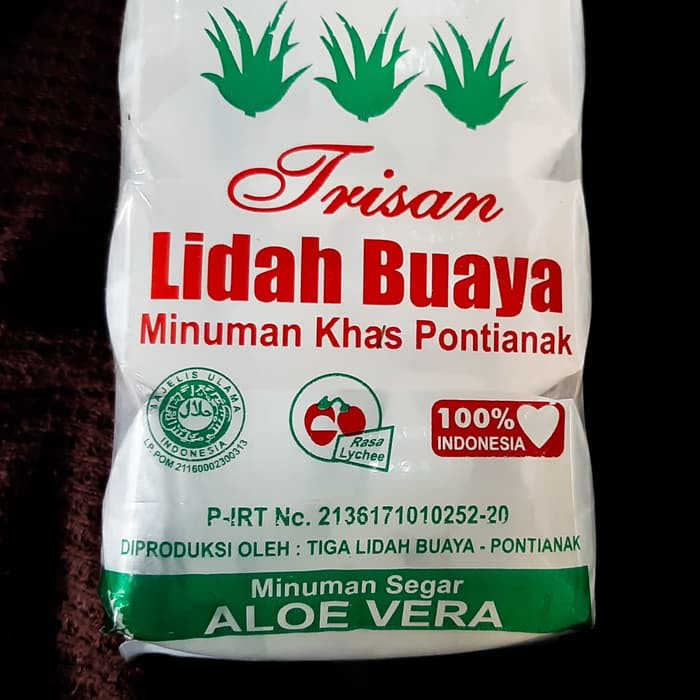 Trisan
Lidah Buaya
Minuman Khas Pontianak
MAJELIS ULAMA
حلال
INDONESIA
LP.POM 21160002300313
Rasa
Lychee
100%
INDONESIA
P-IRT No. 2136171010252-20
DIPRODUKSI OLEH : TIGA LIDAH BUAYA - PONTIANAK
Minuman Segar
ALOE VERA